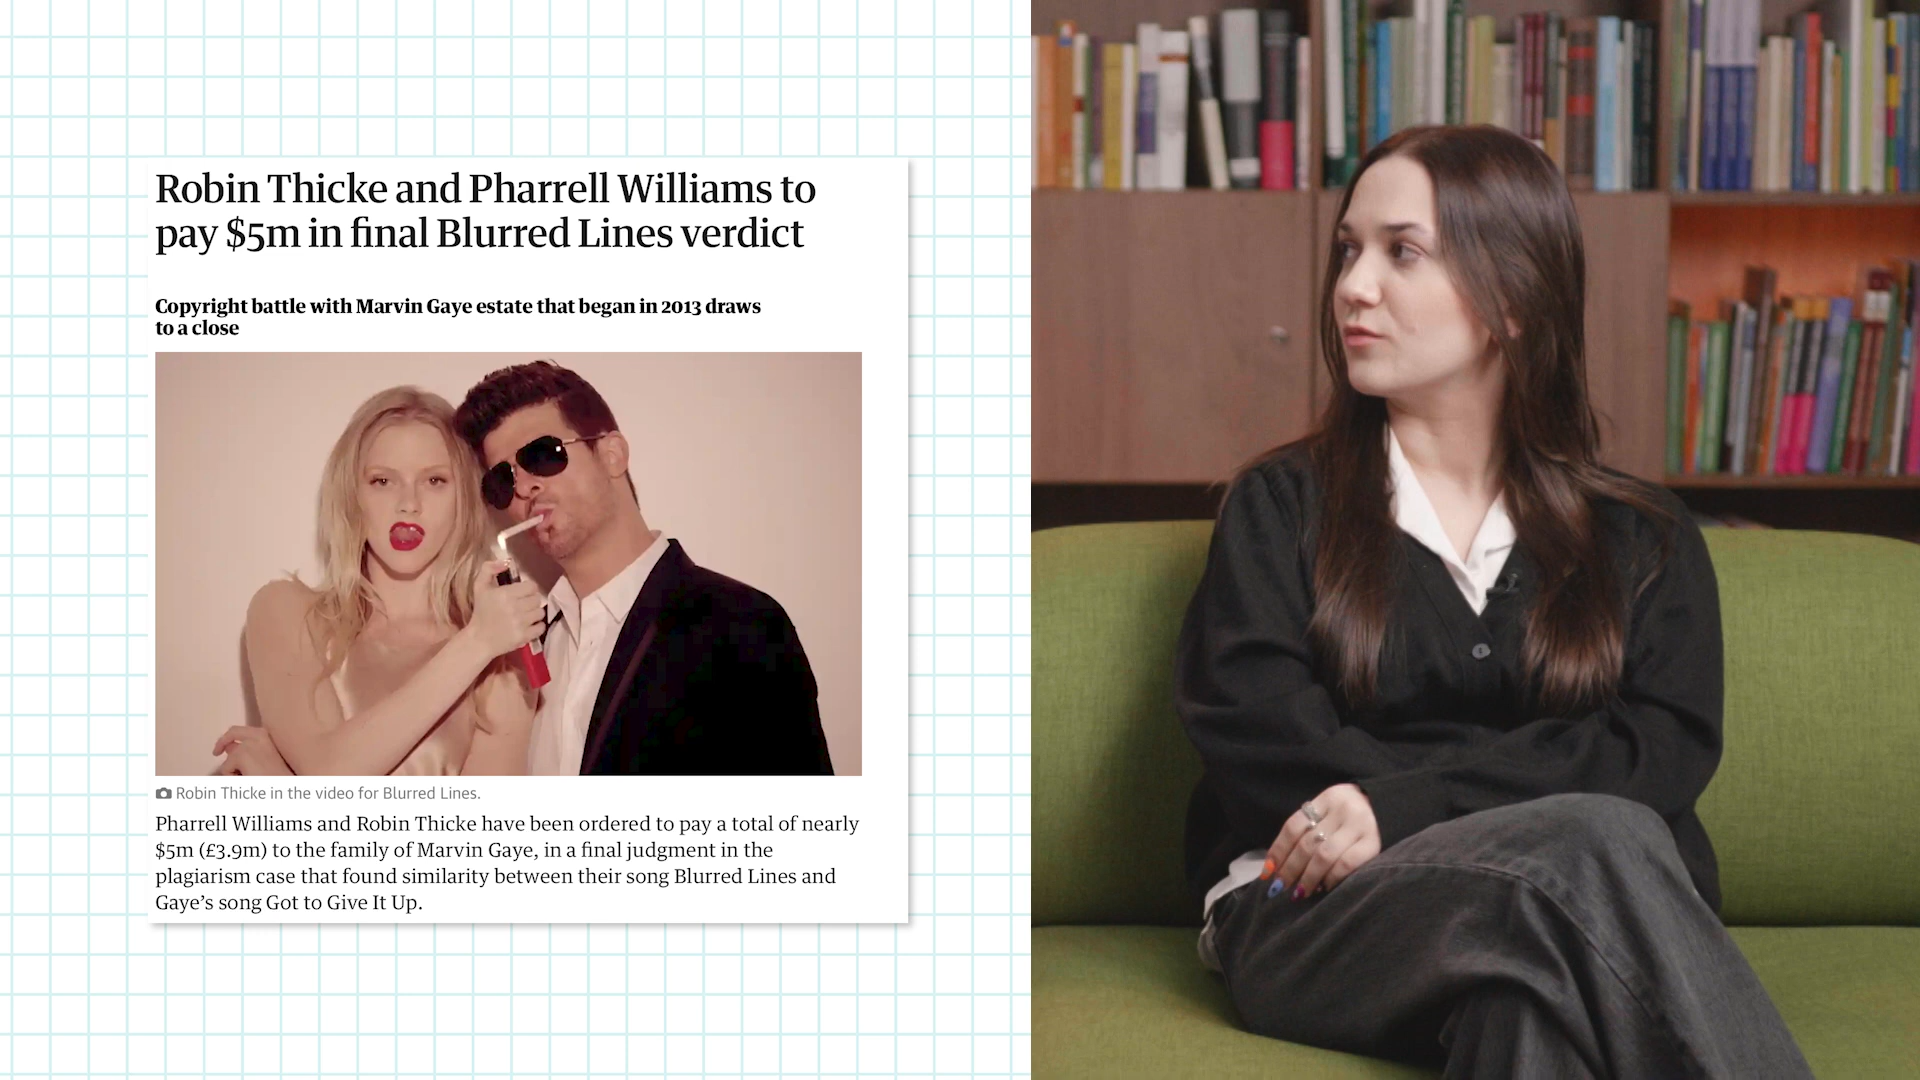 Robin Thicke and Pharrell Williams to
pay $5m in final Blurred Lines verdict
Copyright battle with Marvin Gaye estate that began in 2013 draws
to a close
Robin Thicke in the video for Blurred Lines.
Pharrell Williams and Robin Thicke have been ordered to pay a total of nearly
$5m (£3.9m) to the family of Marvin Gaye, in a final judgment in the
plagiarism case that found similarity between their song Blurred Lines and
Gaye’s song Got to Give It Up.